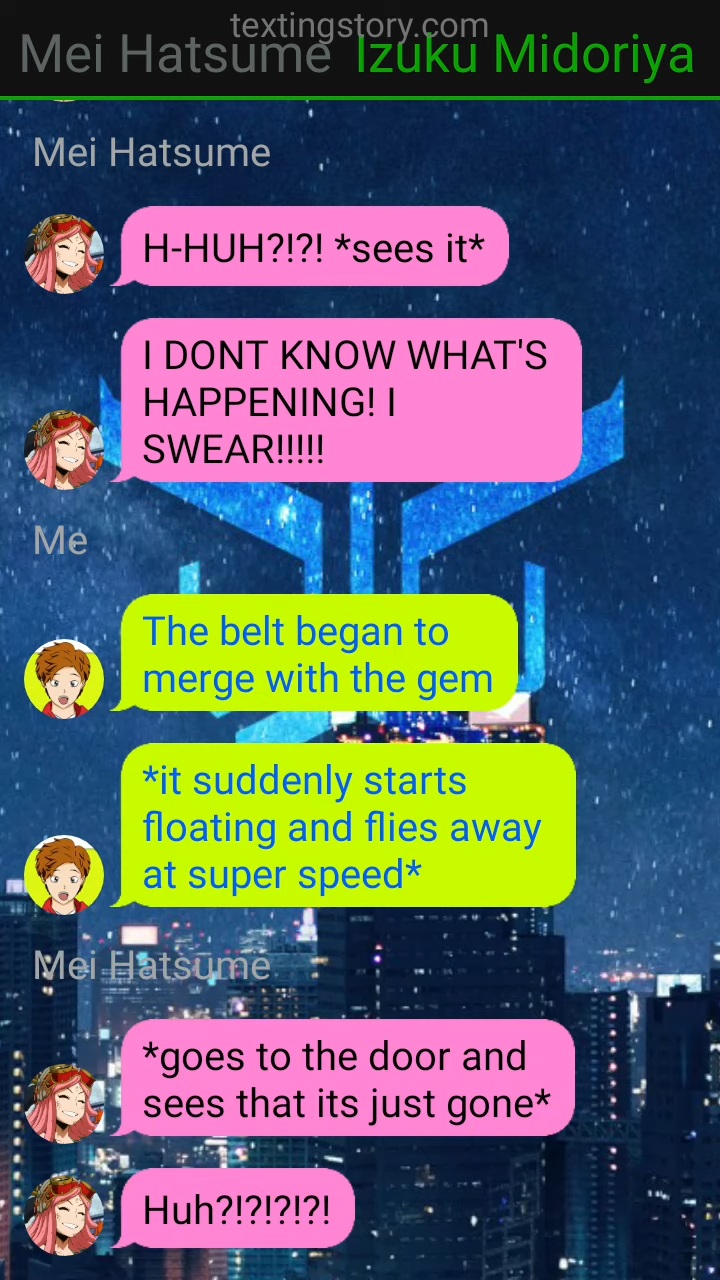 textingstory.com
Mei Hatsume Izuku Midoriya
Mei Hatsume
H-HUH?!?! *sees it*
I DONT KNOW WHAT'S
HAPPENING! I
SWEAR!!!!!
Me
The belt began to
merge with the gem
*it suddenly starts
floating and flies away
at super speed*
Mei Hatsume
*goes to the door and
sees that its just gone*
Huh?!?!?!?!